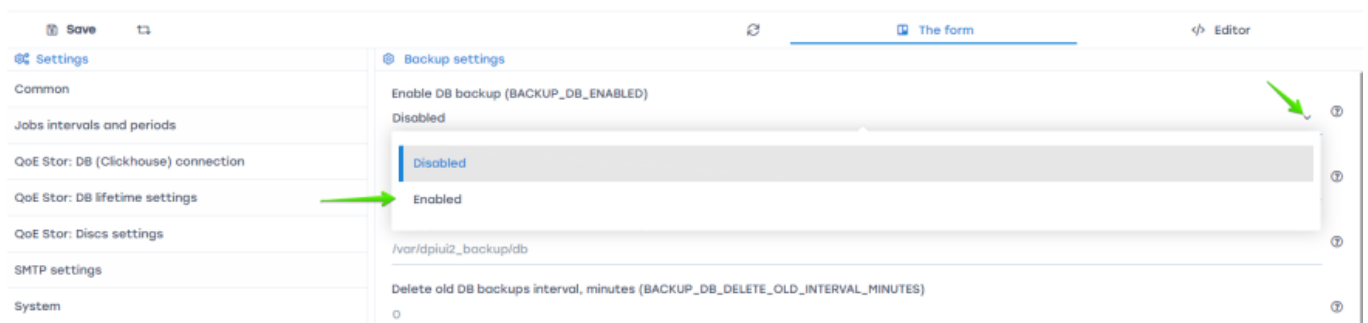 Save
The form
</> Editor
Settings
Backup settings
Common
Jobs intervals and periods
QoE Stor: DB (Clickhouse) connection
QoE Stor: DB lifetime settings
QoE Stor: Discs settings
SMTP settings
System
Enable DB backup (BACKUP_DB_ENABLED)
Disabled
Disabled
Enabled
/var/dpiui2_backup/db
Delete old DB backups interval, minutes (BACKUP_DB_DELETE_OLD_INTERVAL_MINUTES)
0